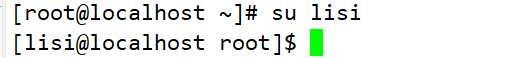 [root@localhost ~]# su lisi
[lisi@localhost root]$